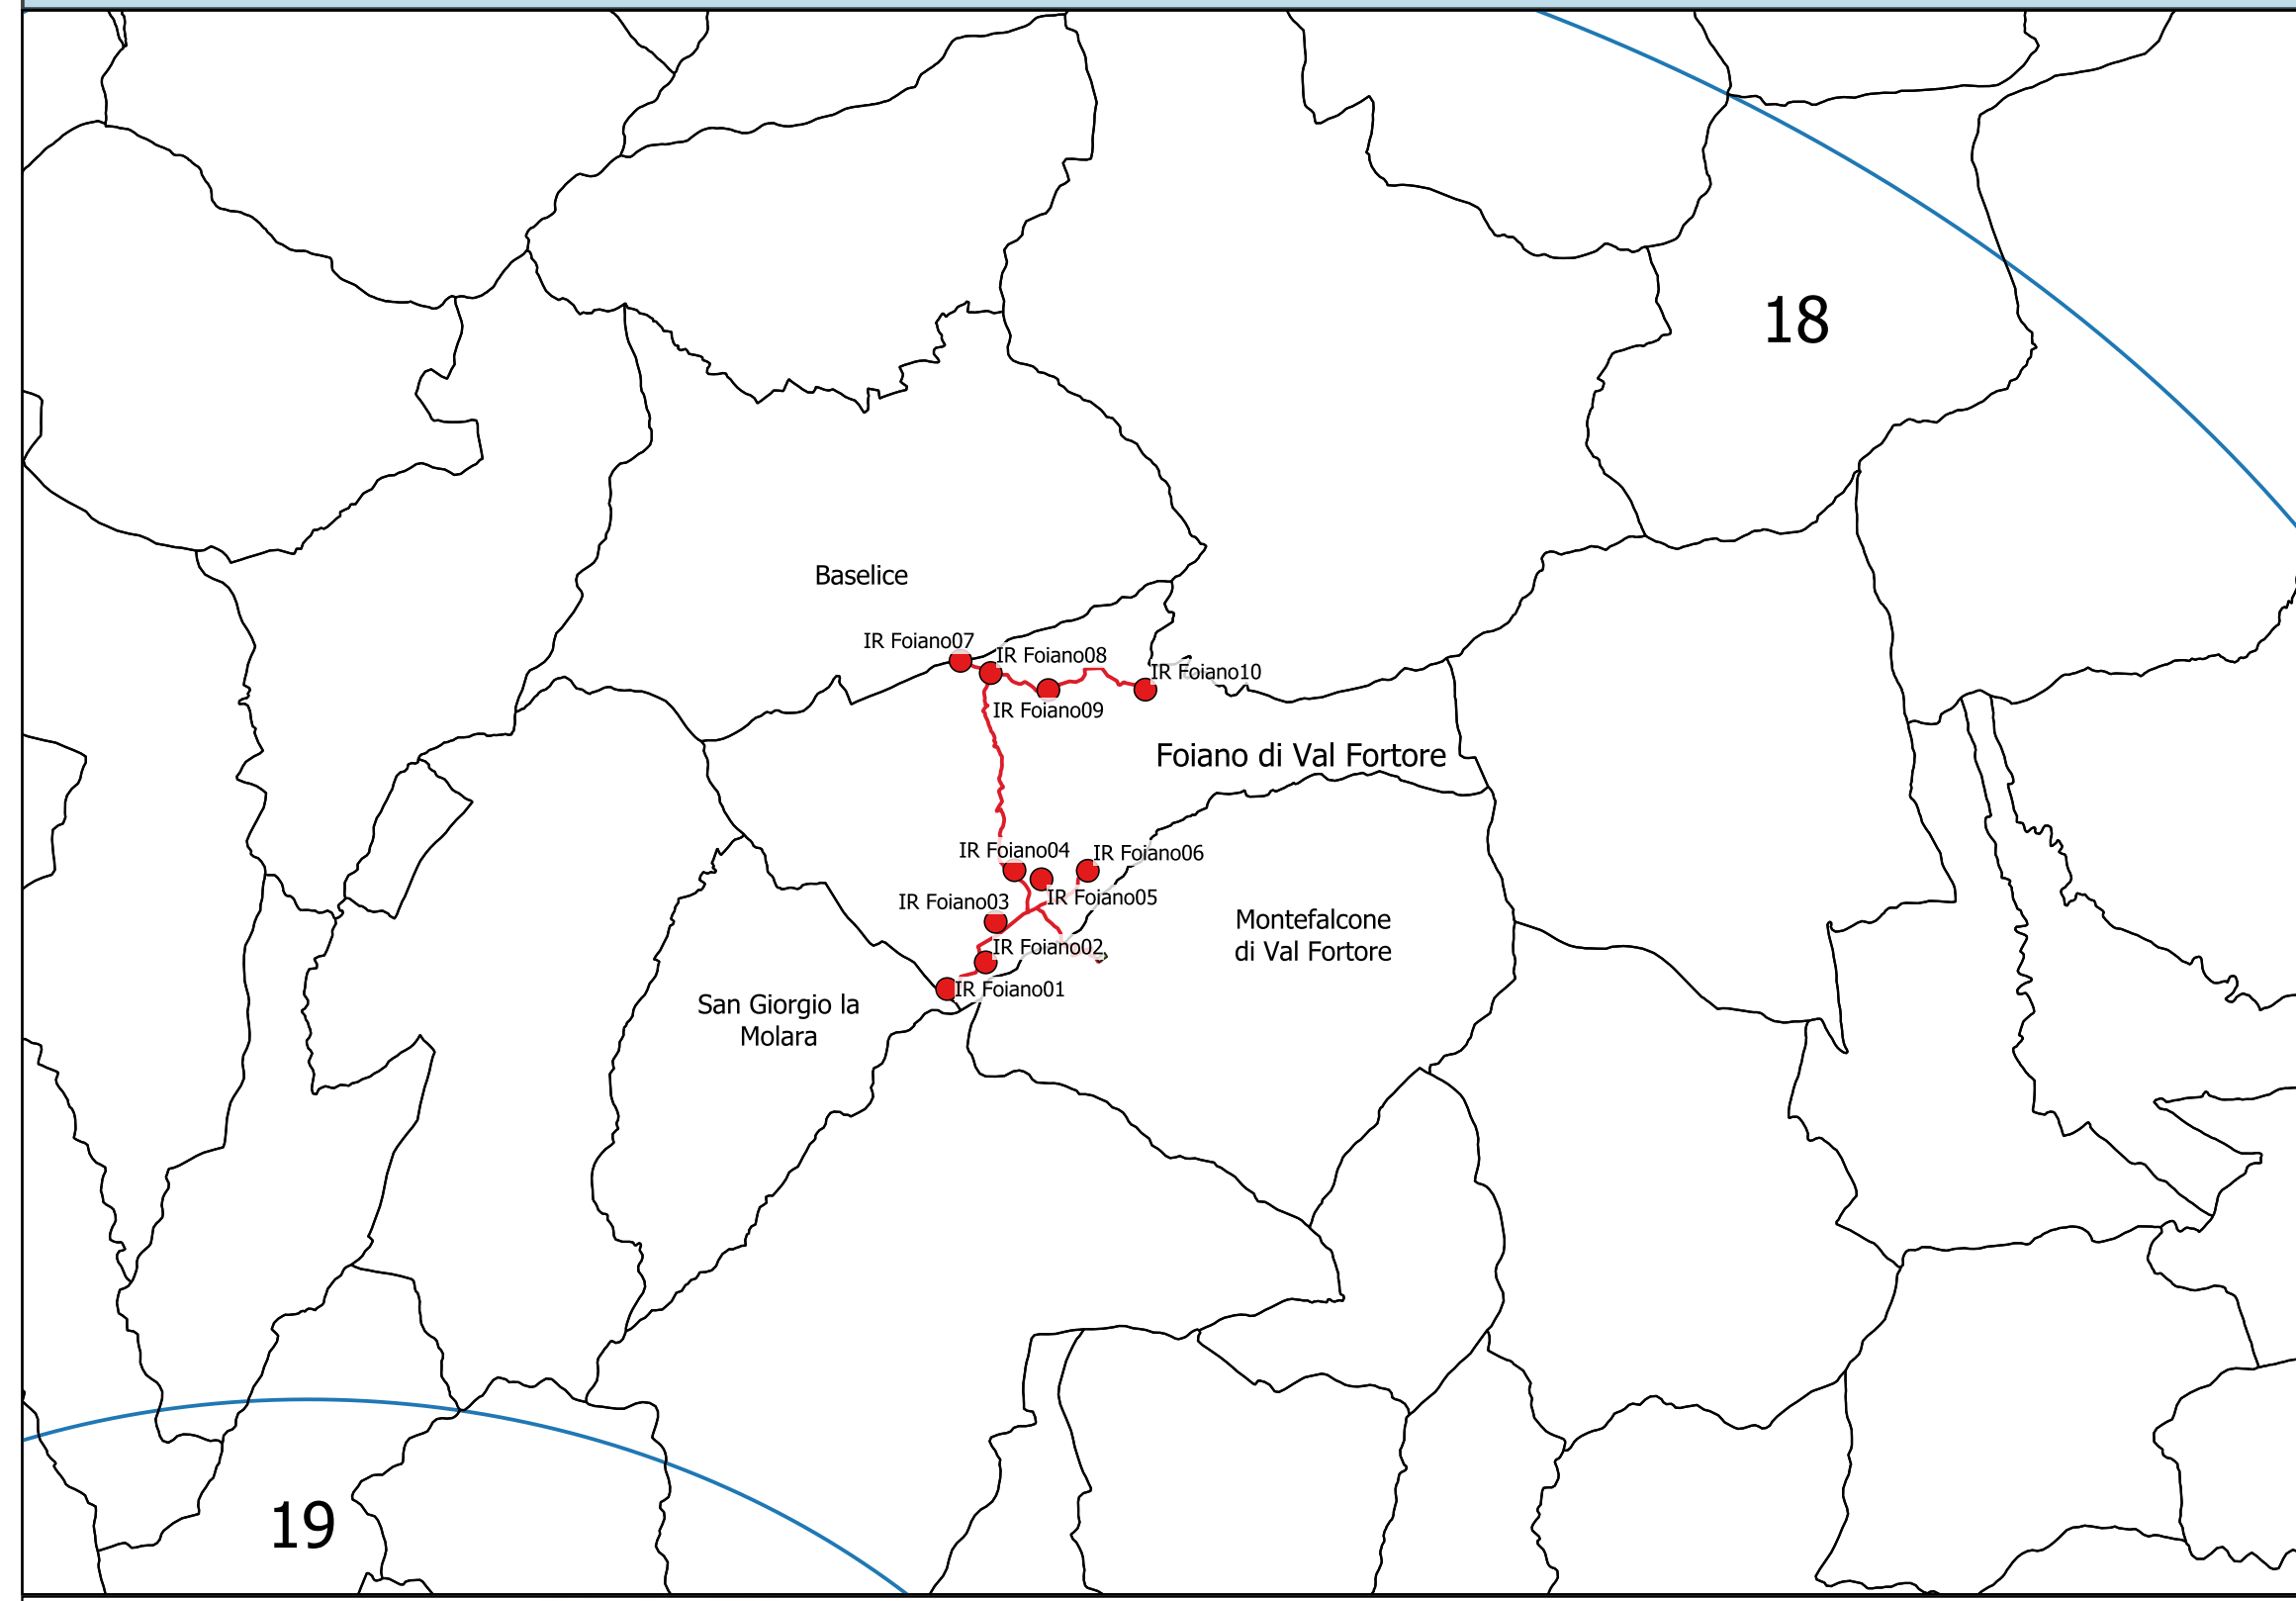 18
Baselice
IR Foiano07
IR Foiano08
IR Foiano10
IR Foiano09
Foiano di Val Fortore
IR Foiano04
IR Foiano06
IR Foiano05
IR Foiano03
Montefalcone
di Val Fortore
IR Foiano02
IR Foiano01
San Giorgio la
Molara
19